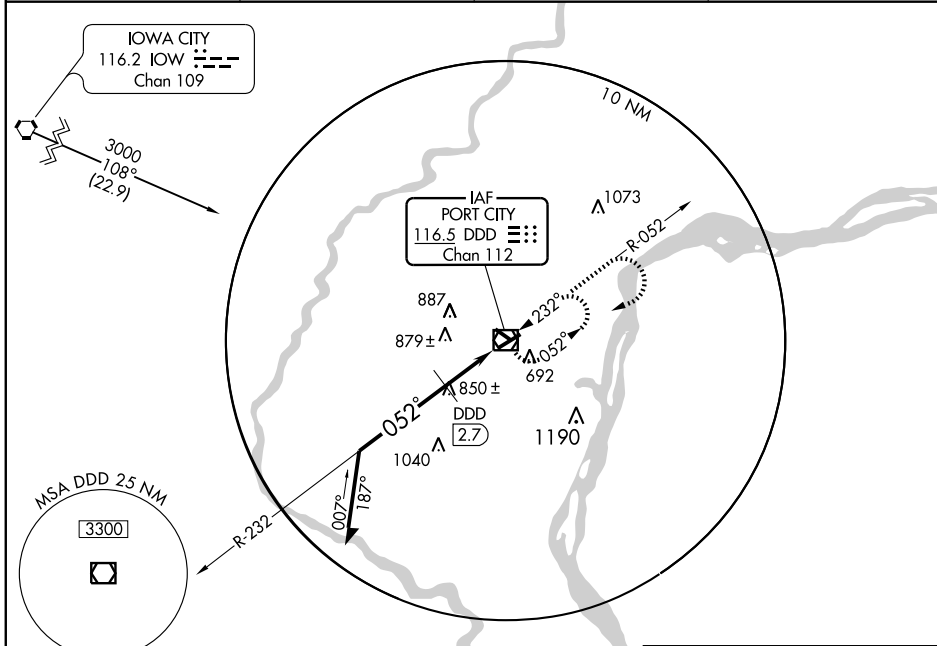 IOWA CITY
116.2 IOW
Chan 109
3000
108°
(22.9)
10 NM
IAF
PORT CITY
116.5 DDD
Chan 112
1073
R-052
232°
052°
887
879 ±
692
850 ±
052°
DDD
2.7
1190
1040
007°
187°
R-232
MSA DDD 25 NM
3300